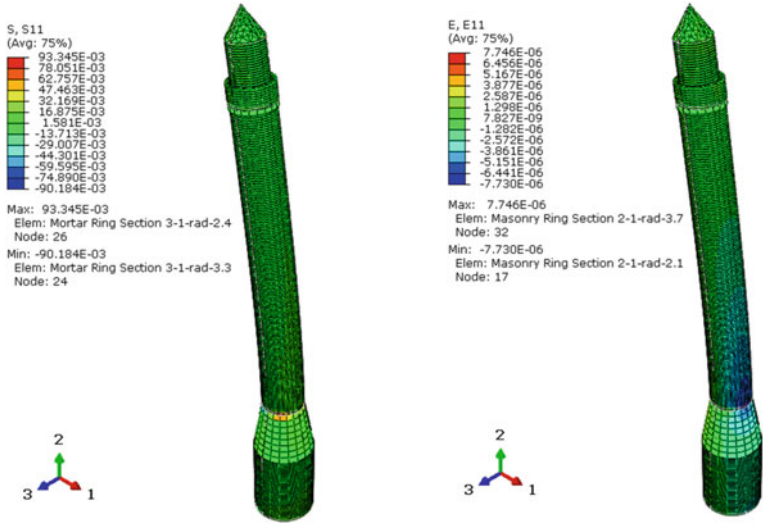 S, S11
(Avg: 75%)
93.345E-03
78.051E-03
62.757E-03
47.463E-03
32.169E-03
16.875E-03
1.581E-03
-13.713E-03
-29.007E-03
-44.301E-03
-59.595E-03
-74.890E-03
-90.184E-03
Max: 93.345E-03
Elem: Mortar Ring Section 3-1-rad-2.4
Node: 26
Min: -90.184E-03
Elem: Mortar Ring Section 3-1-rad-3.3
Node: 24
2
3
1
E, E11
(Avg: 75%)
7.746E-06
6.456E-06
5.167E-06
3.877E-06
2.587E-06
1.298E-06
7.827E-09
-1.282E-06
-2.572E-06
-3.861E-06
-5.151E-06
-6.441E-06
-7.730E-06
Max: 7.746E-06
Elem: Masonry Ring Section 2-1-rad-3.7
Node: 32
Min: -7.730E-06
Elem: Masonry Ring Section 2-1-rad-2.1
Node: 17
2
3
1